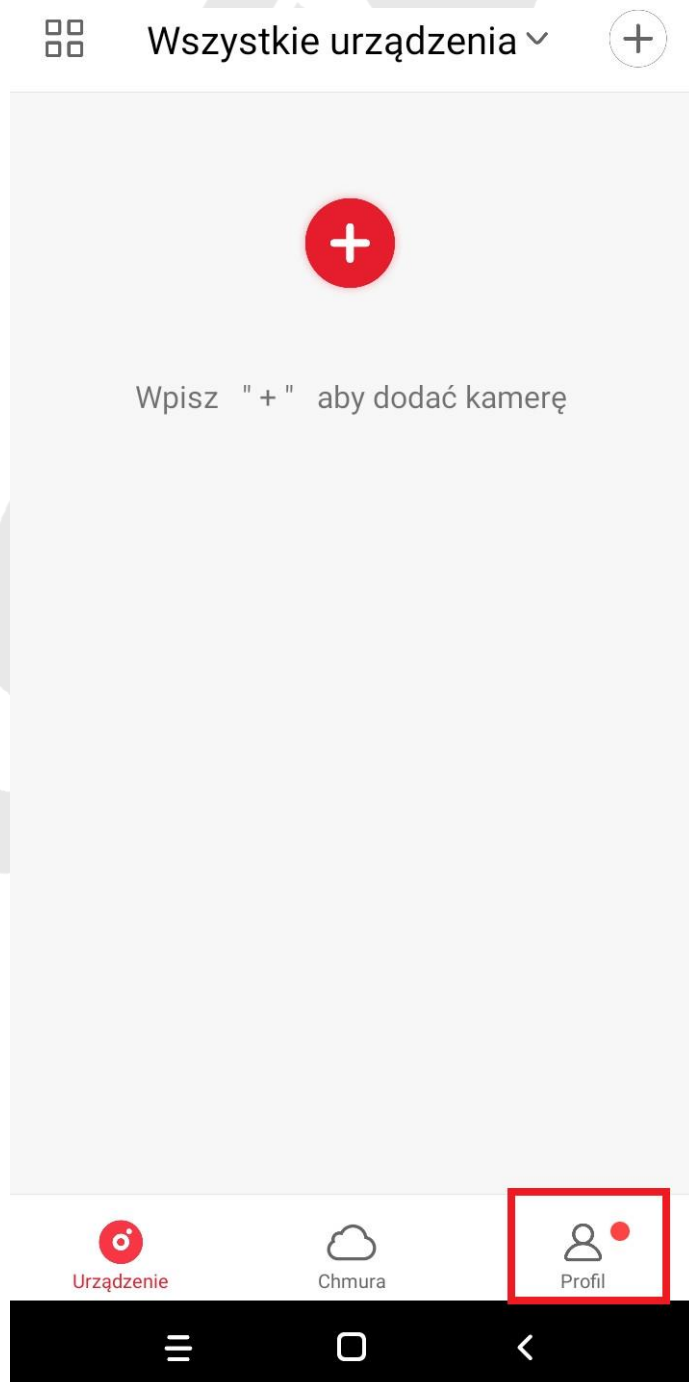 Wszystkie urządzenia
Wpisz " + " aby dodać kamerę
Urządzenie
Chmura
Profil